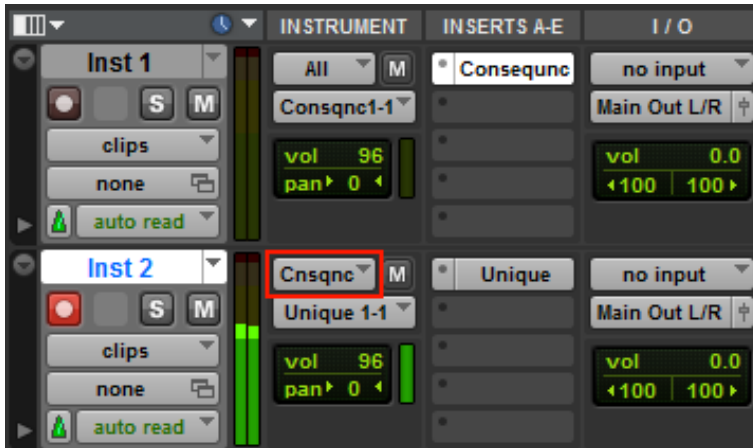 INSTRUMENT INSERTS A-E I / O
Inst 1 All M Consequnc no input
S M Consqnc1-1 Main Out L/R
clips vol 96 vol 0.0
none pan 0 100 100
auto read
Inst 2 Cnsqnc M Unique no input
S M Unique 1-1 Main Out L/R
clips vol 96 vol 0.0
none pan 0 100 100
auto read